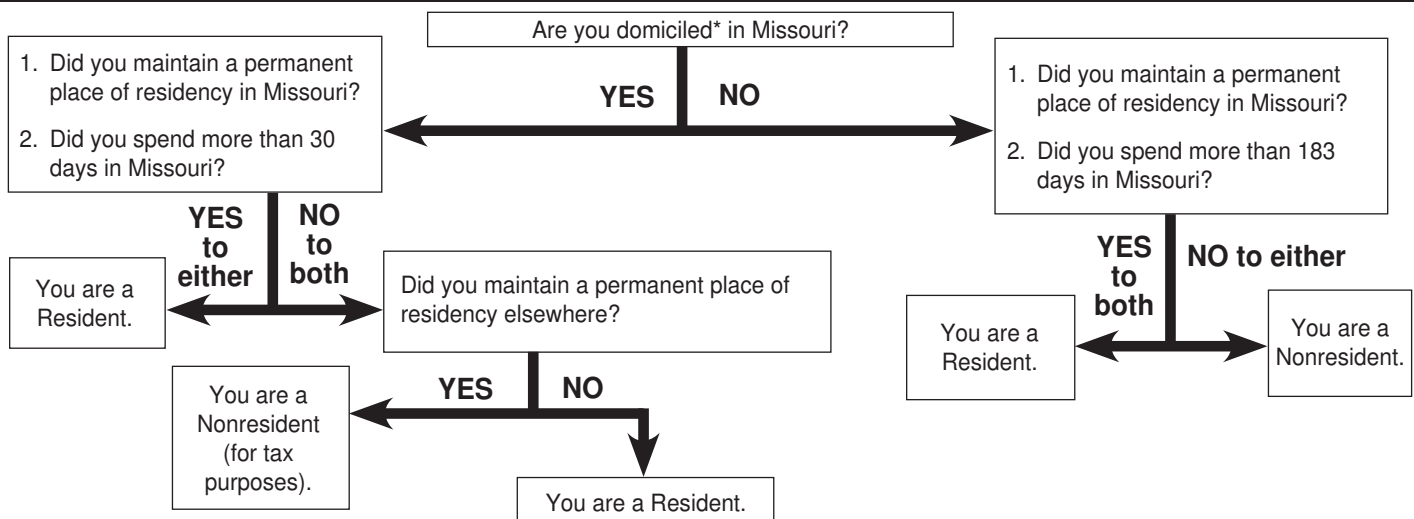 Are you domiciled* in Missouri?
YES
NO
1. Did you maintain a permanent
place of residency in Missouri?
2. Did you spend more than 30
days in Missouri?
1. Did you maintain a permanent
place of residency in Missouri?
2. Did you spend more than 183
days in Missouri?
YES
to
either
NO
to
both
You are a
Resident.
Did you maintain a permanent place of
residency elsewhere?
YES
NO
You are a
Nonresident
(for tax
purposes).
You are a Resident.
YES
to
both
NO to either
You are a
Resident.
You are a
Nonresident.